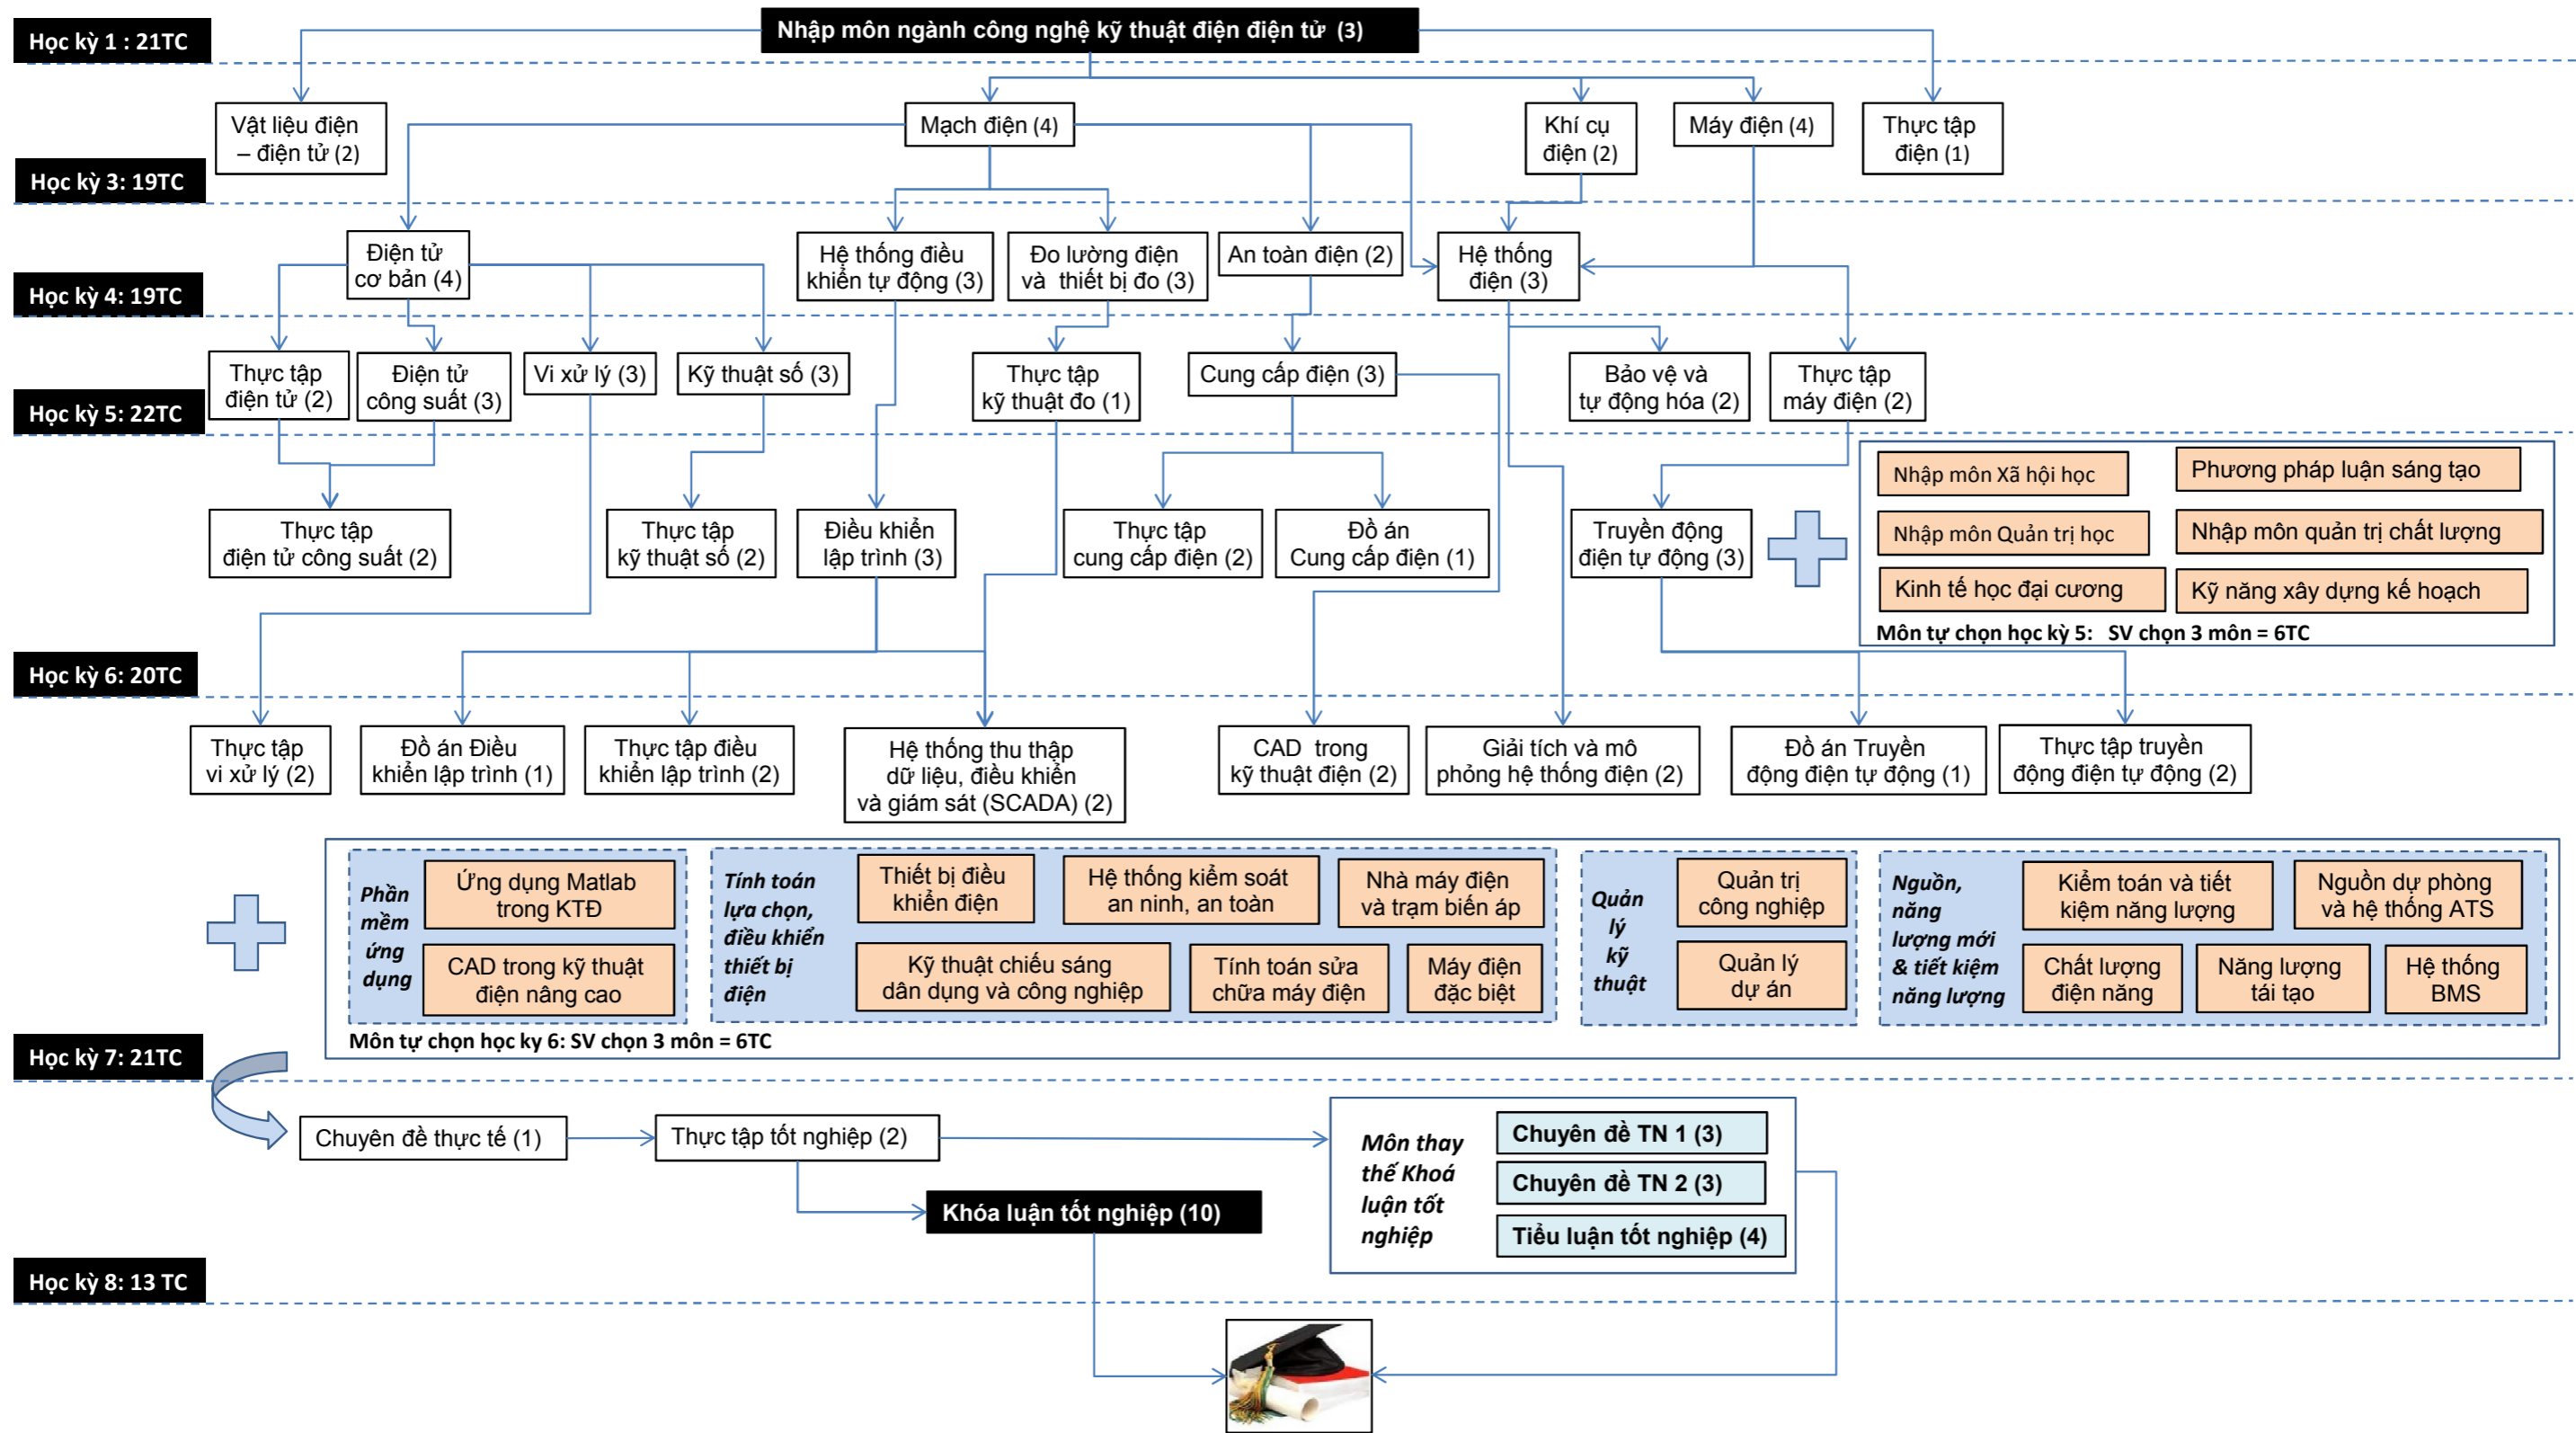 Học kỳ 1 : 21TC
Nhập môn ngành công nghệ kỹ thuật điện điện tử (3)
Vật liệu điện
– điện tử (2)
Mạch điện (4)
Khí cụ
điện (2)
Máy điện (4)
Thực tập
điện (1)
Học kỳ 3: 19TC
Điện tử
cơ bản (4)
Hệ thống điều
khiển tự động (3)
Đo lường điện
và thiết bị đo (3)
An toàn điện (2)
Hệ thống
điện (3)
Học kỳ 4: 19TC
Thực tập
điện tử (2)
Điện tử
công suất (3)
Vi xử lý (3)
Kỹ thuật số (3)
Thực tập
kỹ thuật đo (1)
Cung cấp điện (3)
Bảo vệ và
tự động hóa (2)
Thực tập
máy điện (2)
Học kỳ 5: 22TC
Thực tập
điện tử công suất (2)
Thực tập
kỹ thuật số (2)
Điều khiển
lập trình (3)
Thực tập
cung cấp điện (2)
Đồ án
Cung cấp điện (1)
Truyền động
điện tự động (3)
Nhập môn Xã hội học
Phương pháp luận sáng tạo
Nhập môn Quản trị học
Nhập môn quản trị chất lượng
Kinh tế học đại cương
Kỹ năng xây dựng kế hoạch
Môn tự chọn học kỳ 5: SV chọn 3 môn = 6TC
Học kỳ 6: 20TC
Thực tập
vi xử lý (2)
Đồ án Điều
khiển lập trình (1)
Thực tập điều
khiển lập trình (2)
Hệ thống thu thập
dữ liệu, điều khiển
và giám sát (SCADA) (2)
CAD trong
kỹ thuật điện (2)
Giải tích và mô
phỏng hệ thống điện (2)
Đồ án Truyền
động điện tự động (1)
Thực tập truyền
động điện tự động (2)
Phần
mềm
ứng
dụng
Ứng dụng Matlab
trong KTĐ
CAD trong kỹ thuật
điện nâng cao
Tính toán
lựa chọn,
điều khiển
thiết bị
điện
Thiết bị điều
khiển điện
Hệ thống kiểm soát
an ninh, an toàn
Nhà máy điện
và trạm biến áp
Kỹ thuật chiếu sáng
dân dụng và công nghiệp
Tính toán sửa
chữa máy điện
Máy điện
đặc biệt
Quản
lý
kỹ
thuật
Quản trị
công nghiệp
Quản lý
dự án
Nguồn,
năng
lượng mới
& tiết kiệm
năng lượng
Kiểm toán và tiết
kiệm năng lượng
Nguồn dự phòng
và hệ thống ATS
Chất lượng
điện năng
Năng lượng
tái tạo
Hệ thống
BMS
Môn tự chọn học ky 6: SV chọn 3 môn = 6TC
Học kỳ 7: 21TC
Chuyên đề thực tế (1)
Thực tập tốt nghiệp (2)
Khóa luận tốt nghiệp (10)
Môn thay
thế Khoá
luận tốt
nghiệp
Chuyên đề TN 1 (3)
Chuyên đề TN 2 (3)
Tiểu luận tốt nghiệp (4)
Học kỳ 8: 13 TC